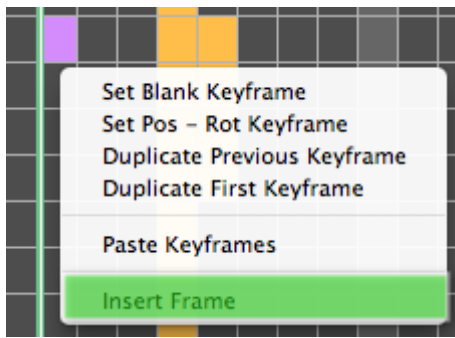 Set Blank Keyframe
Set Pos – Rot Keyframe
Duplicate Previous Keyframe
Duplicate First Keyframe
Paste Keyframes
Insert Frame